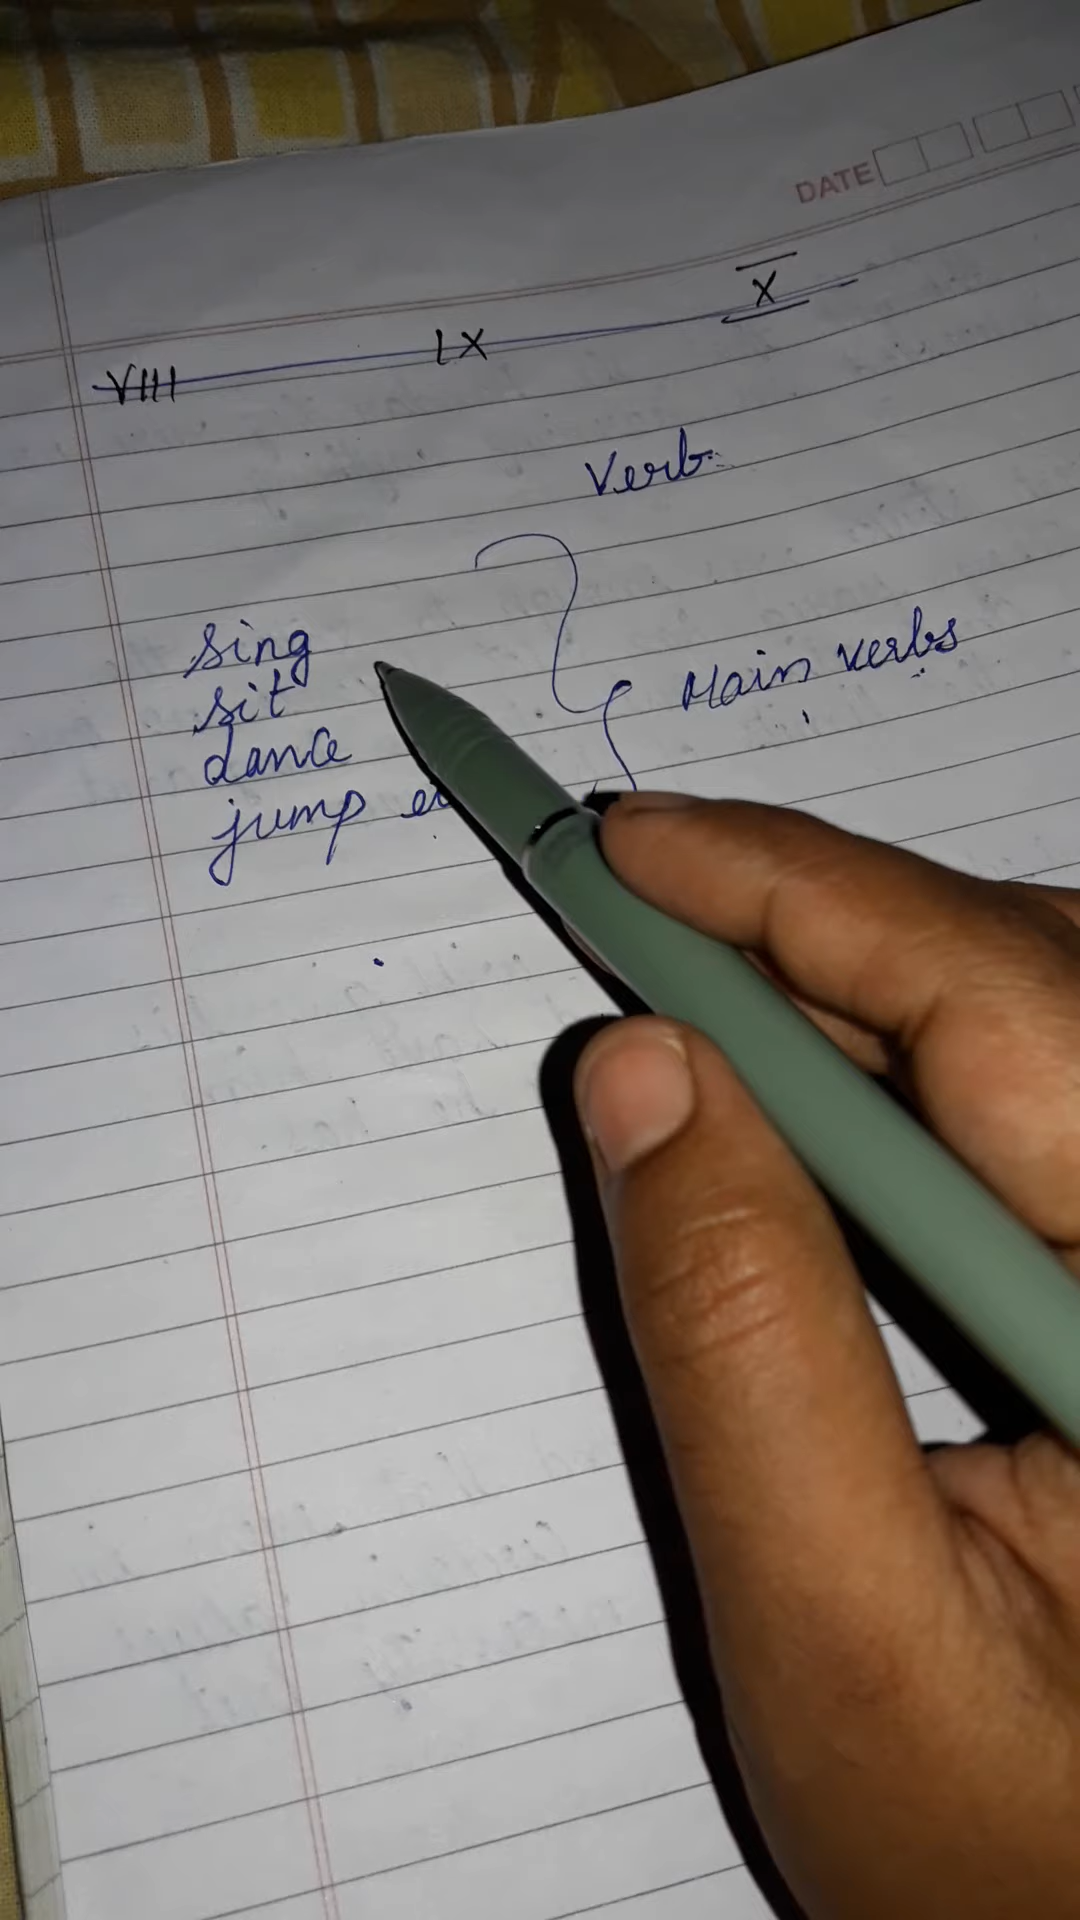 DATE
VIII IX X
Verb
sing
sit
dance
jump
Main verbs